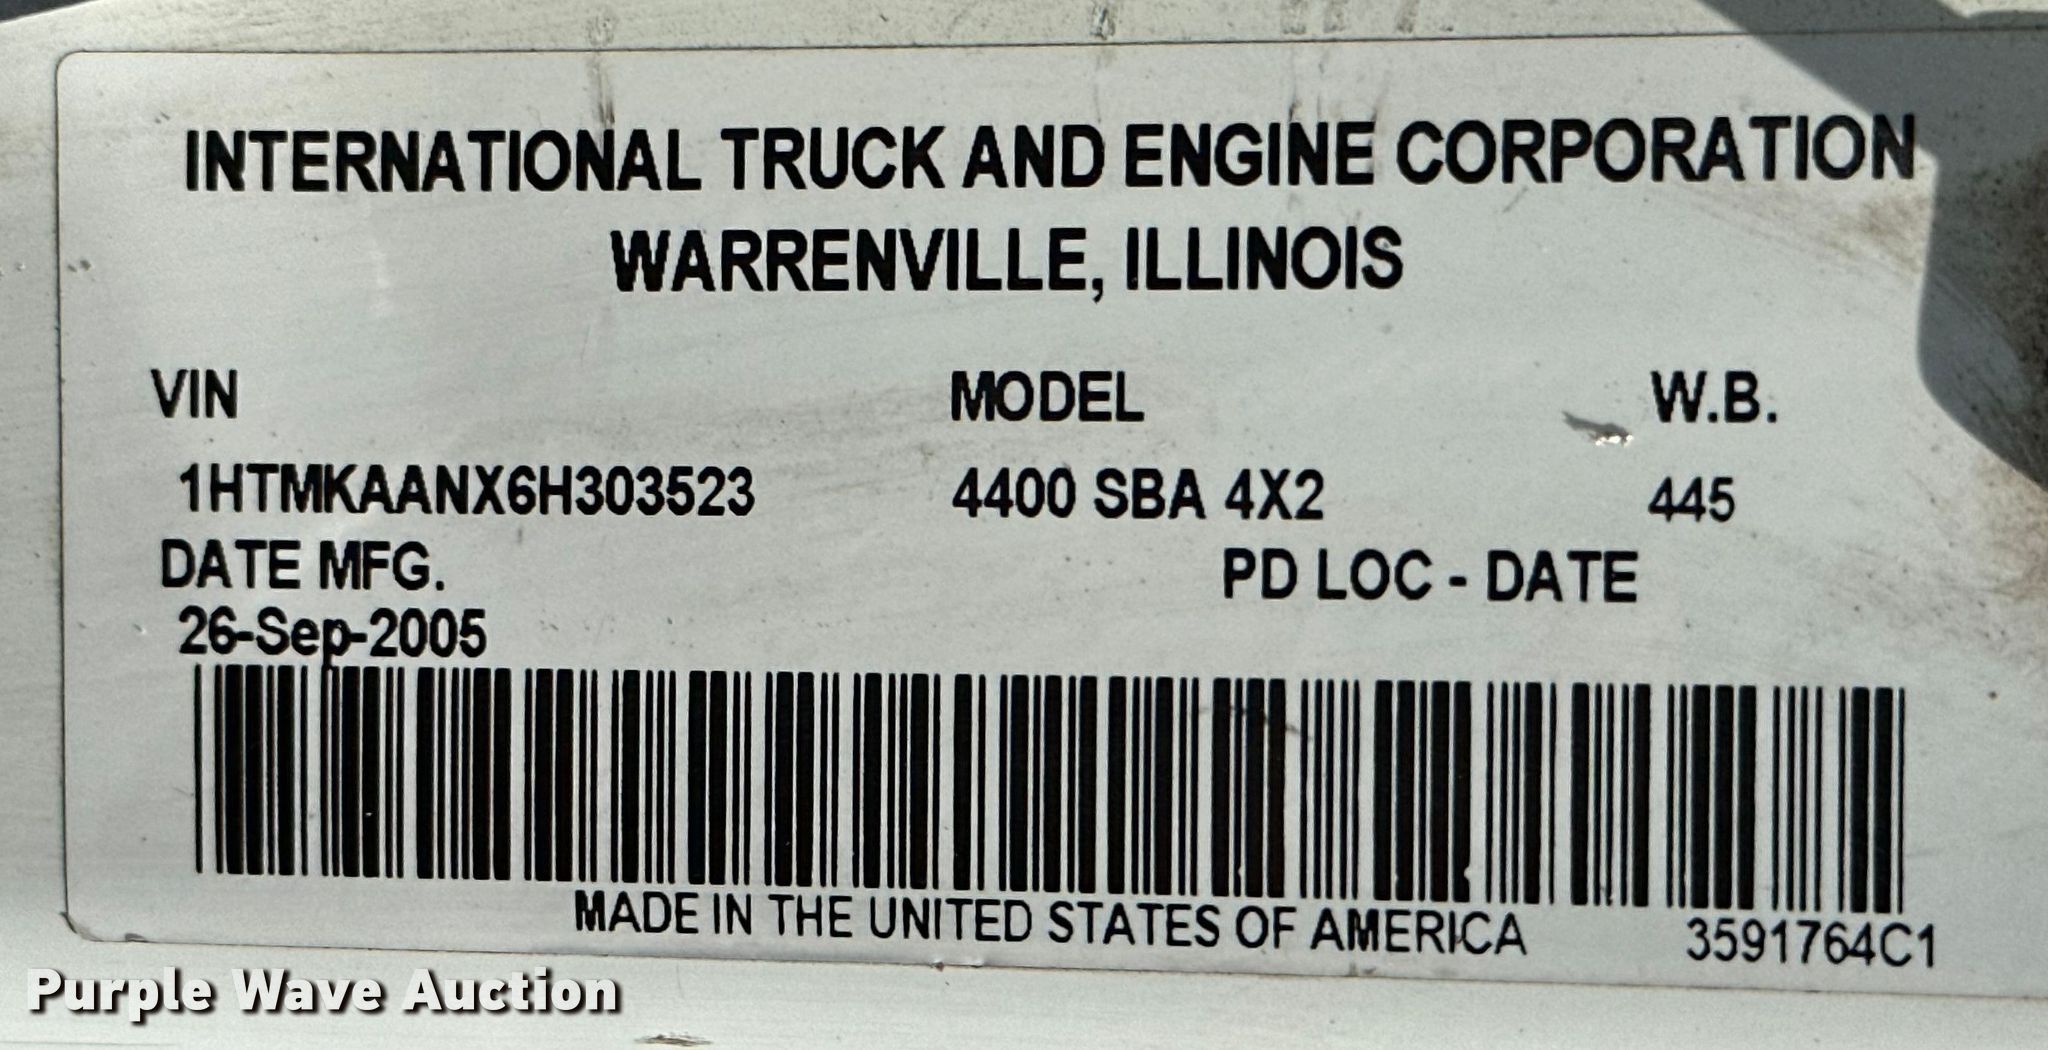 INTERNATIONAL TRUCK AND ENGINE CORPORATION
WARRENVILLE, ILLINOIS
VIN MODEL W.B.
1HTMKAANX6H303523 4400 SBA 4X2 445
DATE MFG. PD LOC - DATE
26-Sep-2005
MADE IN THE UNITED STATES OF AMERICA 3591764C1
Purple Wave Auction